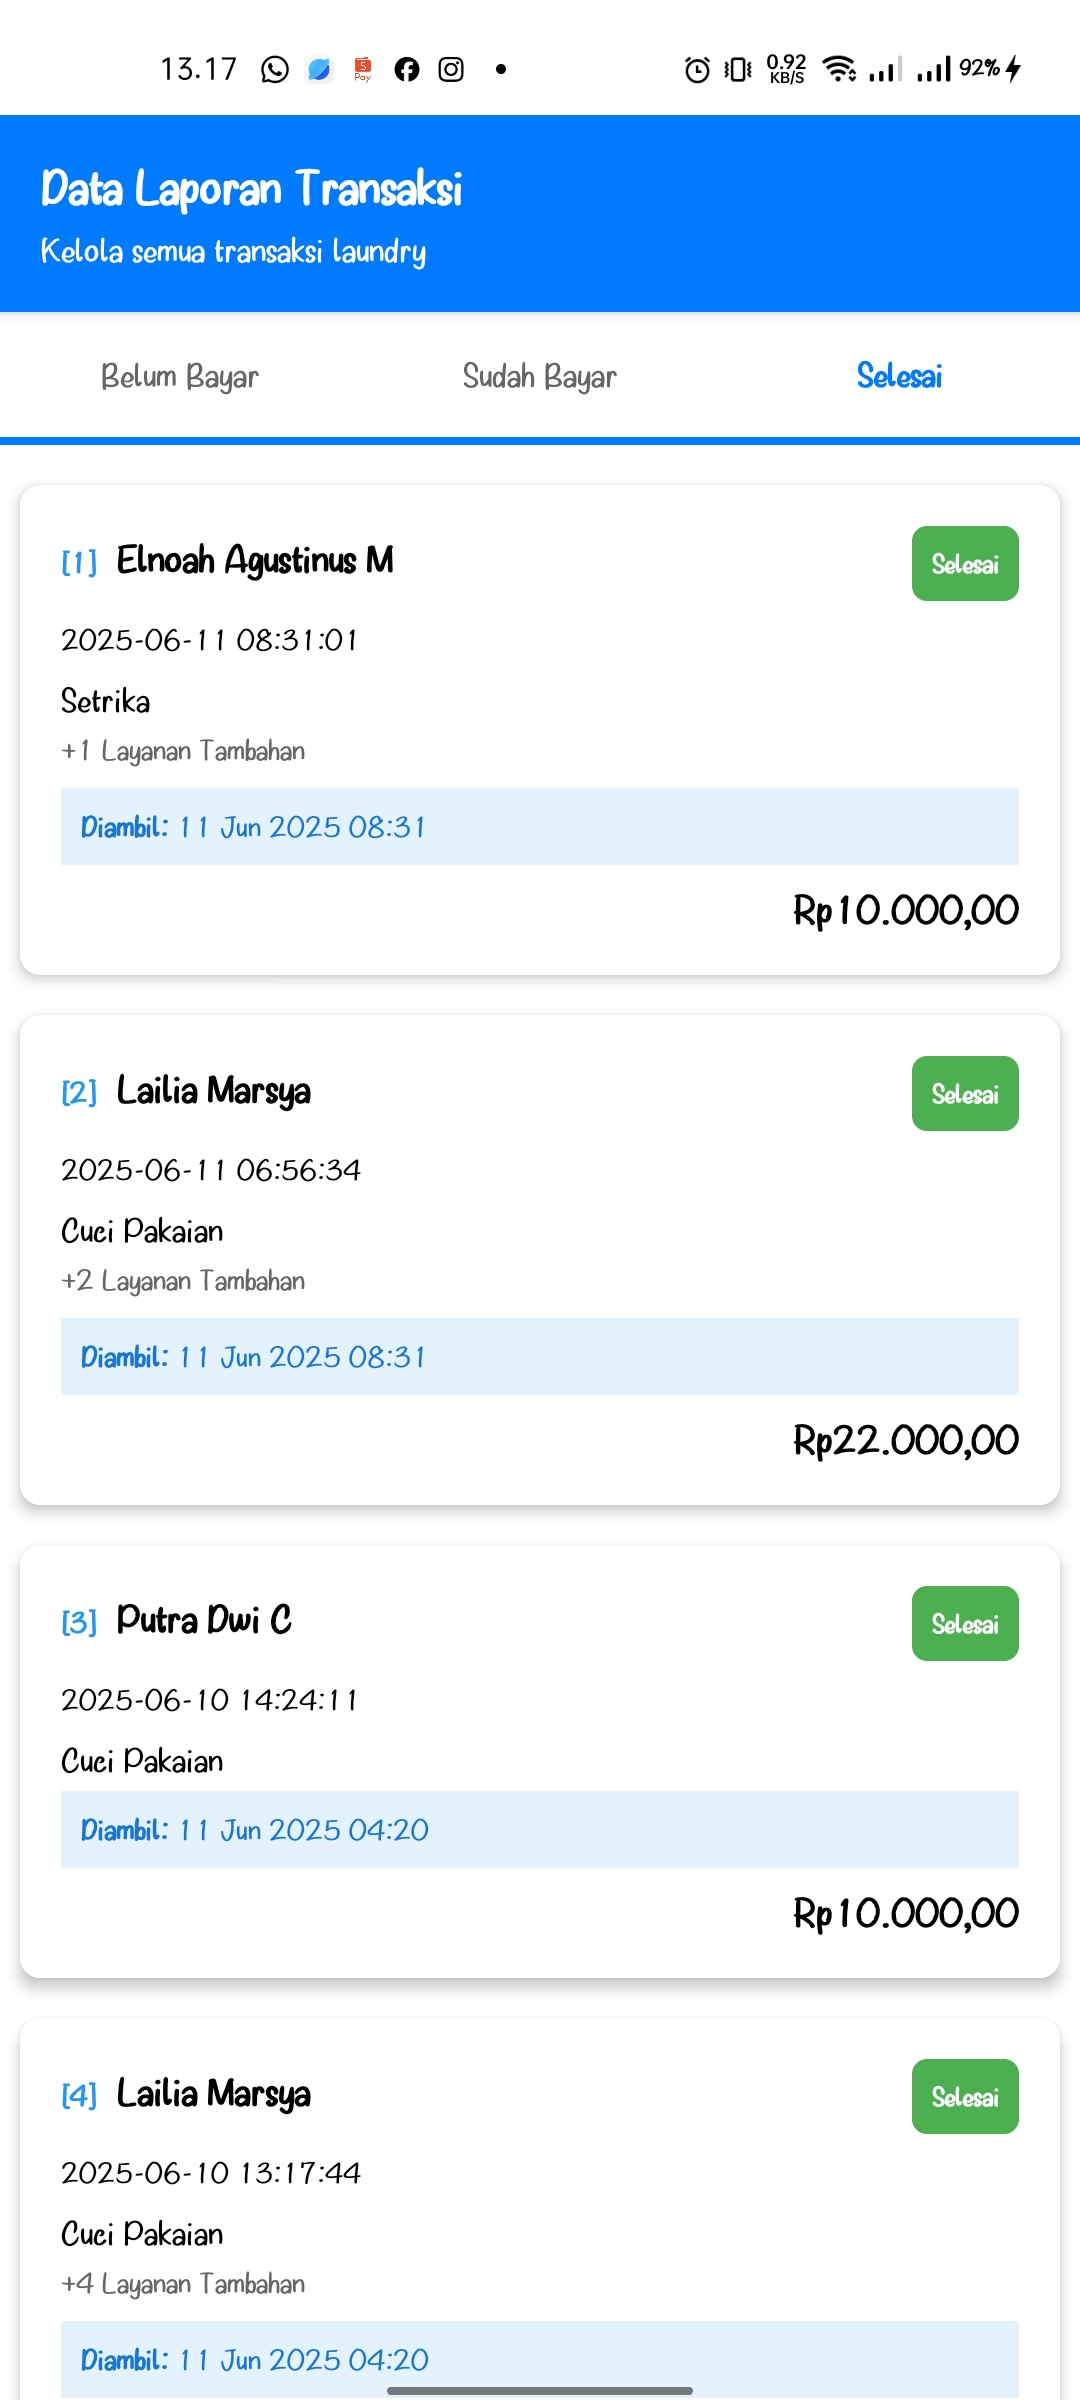 13.17
5
Pay
0.92
KB/S
92%
Data Laporan Transaksi
Kelola semua transaksi laundry
Belum Bayar Sudah Bayar Selesai
[1] Elnoah Agustinus M Selesai
2025-06-11 08:31:01
Setrika
+1 Layanan Tambahan
Diambil: 11 Jun 2025 08:31
Rp10.000,00
[2] Lailia Marsya Selesai
2025-06-11 06:56:34
Cuci Pakaian
+2 Layanan Tambahan
Diambil: 11 Jun 2025 08:31
Rp22.000,00
[3] Putra Dwi C Selesai
2025-06-10 14:24:11
Cuci Pakaian
Diambil: 11 Jun 2025 04:20
Rp10.000,00
[4] Lailia Marsya Selesai
2025-06-10 13:17:44
Cuci Pakaian
+4 Layanan Tambahan
Diambil: 11 Jun 2025 04:20